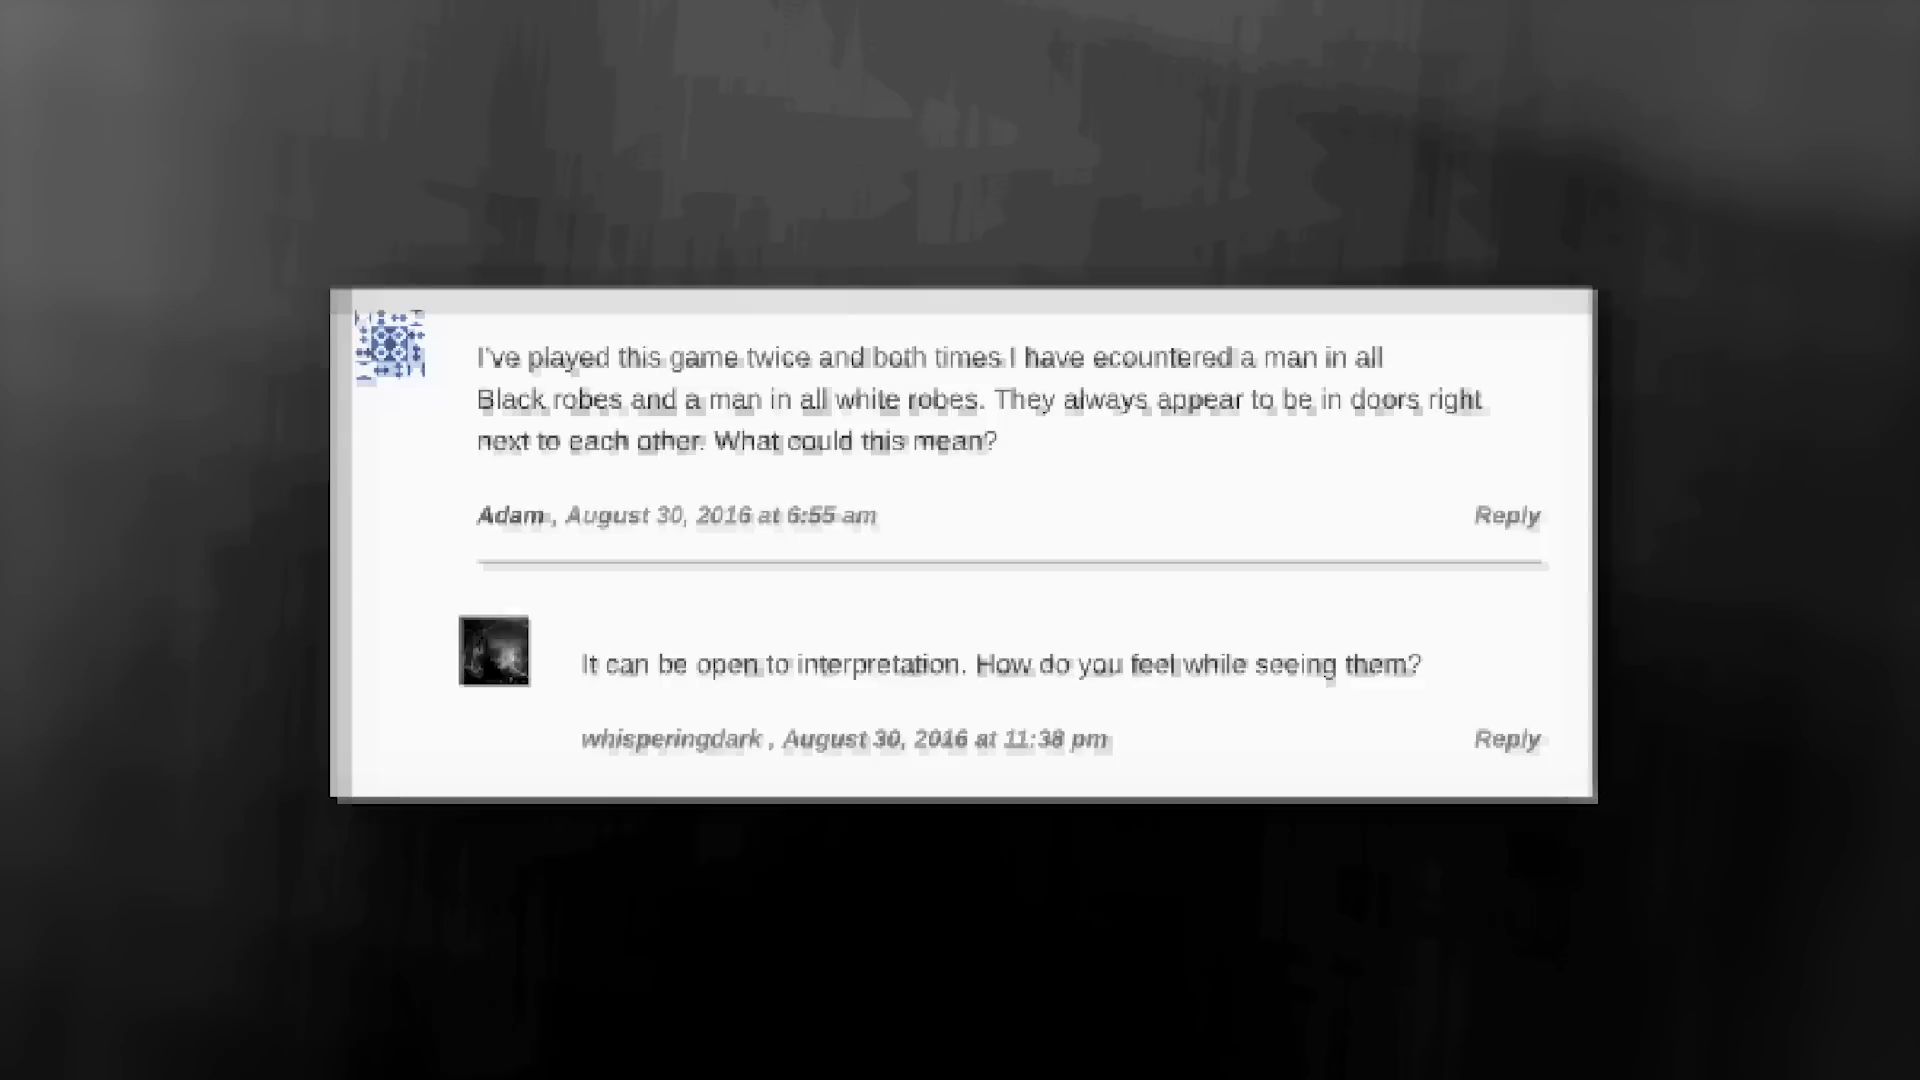 I've played this game twice and both times I have ecountered a man in all
Black robes and a man in all white robes. They always appear to be in doors right
next to each other. What could this mean?
Adam , August 30, 2016 at 6:55 am
Reply
It can be open to interpretation. How do you feel while seeing them?
whisperingdark , August 30, 2016 at 11:38 pm
Reply